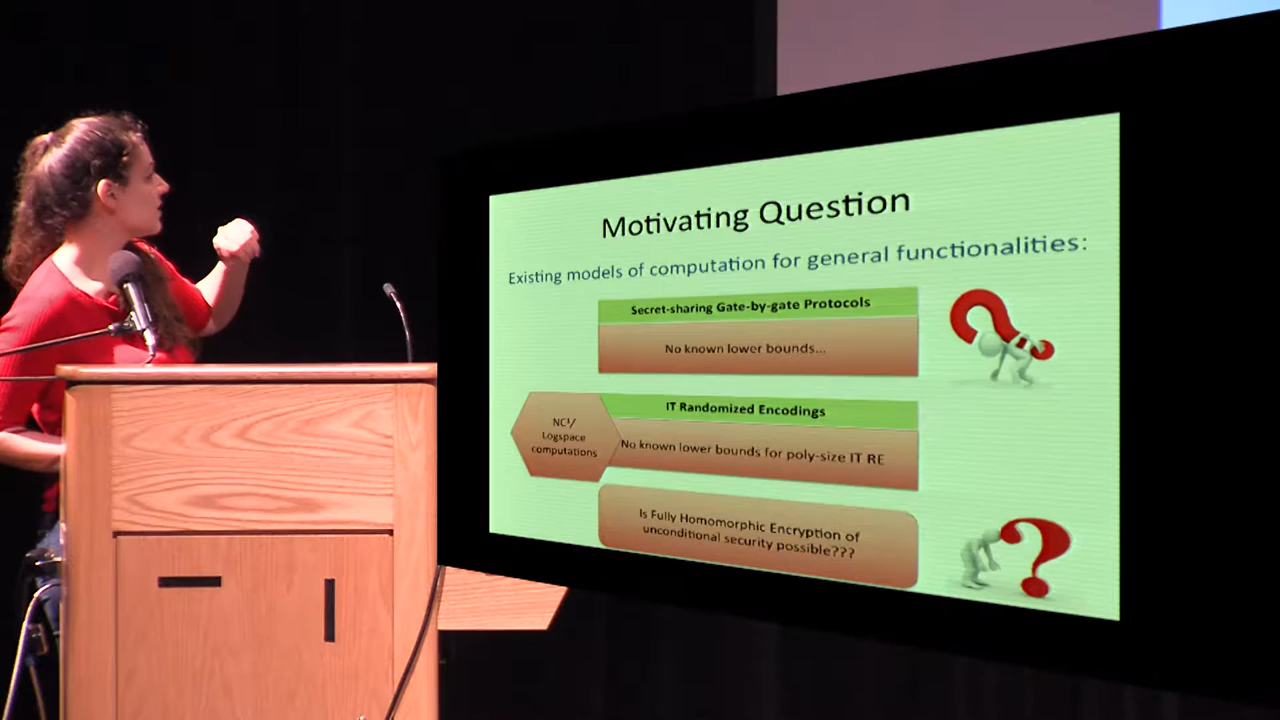 Motivating Question
Existing models of computation for general functionalities:
Secret-sharing Gate-by-gate Protocols
No known lower bounds...
IT Randomized Encodings
NC¹/
Logspace
computations
No known lower bounds for poly-size IT RE
Is Fully Homomorphic Encryption of
unconditional security possible???